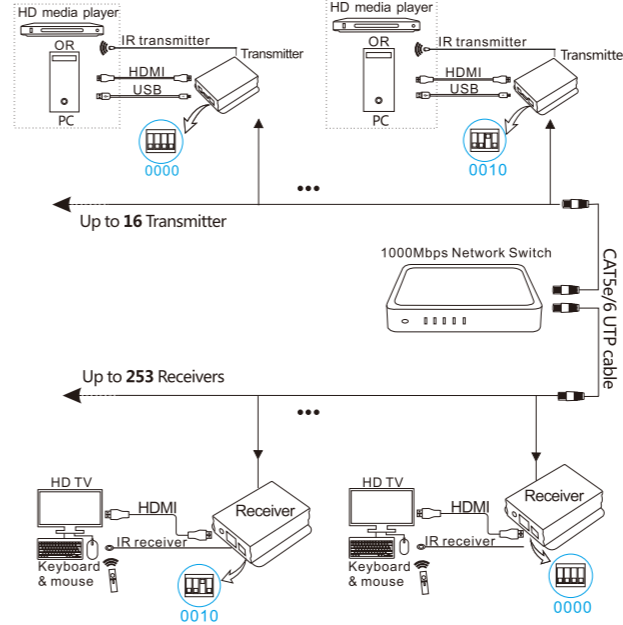 HD media player
OR
IR transmitter
Transmitter
HDMI
USB
PC
0000
HD media player
OR
IR transmitter
Transmitte
HDMI
USB
PC
0010
...
Up to 16 Transmitter
1000Mbps Network Switch
CAT5e/6 UTP cable
Up to 253 Receivers
...
HD TV
HDMI
Receiver
IR receiver
Keyboard
& mouse
0010
HD TV
HDMI
Receiver
IR receiver
Keyboard
& mouse
0000